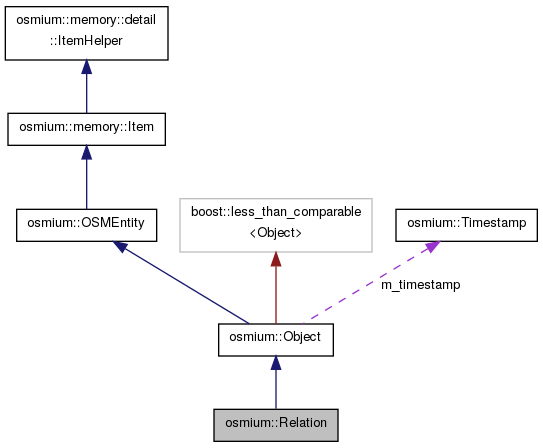 osmium::memory::detail
::ItemHelper
osmium::memory::Item
osmium::OSMEntity
boost::less_than_comparable
<Object>
osmium::Timestamp
m_timestamp
osmium::Object
osmium::Relation